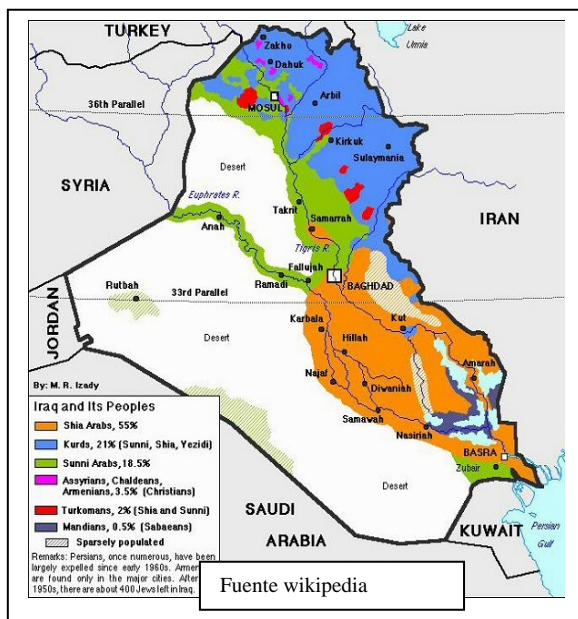 TURKEY
Lake
Urmia
Zakho
Dahuk
MOSUL
Arbil
36th Parallel
Kirkuk
Sulaymania
SYRIA
Desert
Euphrates R.
Takrit
IRAN
Anah
Samarrah
Tigris R.
Fallujah
BAGHDAD
Ramadi
Rutbah
33rd Parallel
JORDAN
Karbala
Kut
Hillah
Desert
Amarah
Najaf
Diwaniah
By: M. R. Izady
Samawah
Nasiriah
BASRA
Zubair
Desert
SAUDI
ARABIA
KUWAIT
Persian
Gulf
Iraq and Its Peoples
Shia Arabs, 55%
Kurds, 21% (Sunni, Shia, Yezidi)
Sunni Arabs, 18.5%
Assyrians, Chaldeans,
Armenians, 3.5% (Christians)
Turkomans, 2% (Shia and Sunni)
Mandians, 0.5% (Sabaeans)
Sparsely populated
Remarks: Persians, once numerous, have been
largely expelled since early 1960s.
are found only in the major cities. After
1950s, there are about 400 Jews left in Iraq.
Fuente wikipedia